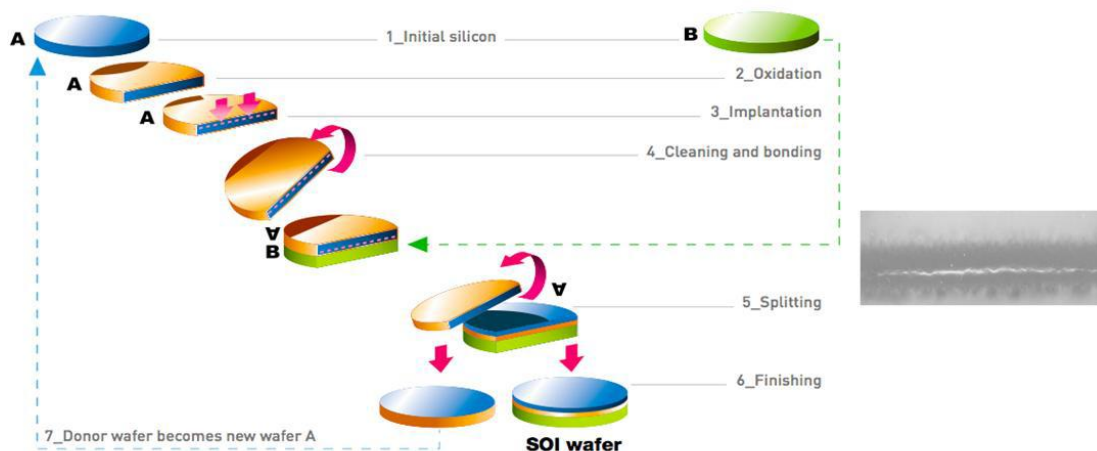 A
1_Initial silicon
B
A
2_Oxidation
A
3_Implantation
4_Cleaning and bonding
A
B
A
5_Splitting
6_Finishing
7_Donor wafer becomes new wafer A
SOI wafer